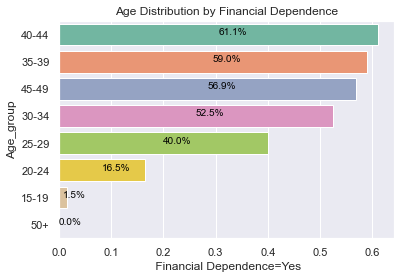 Age Distribution by Financial Dependence
Age_group
40-44 61.1%
35-39 59.0%
45-49 56.9%
30-34 52.5%
25-29 40.0%
20-24 16.5%
15-19 1.5%
50+ 0.0%
0.0 0.1 0.2 0.3 0.4 0.5 0.6
Financial Dependence=Yes